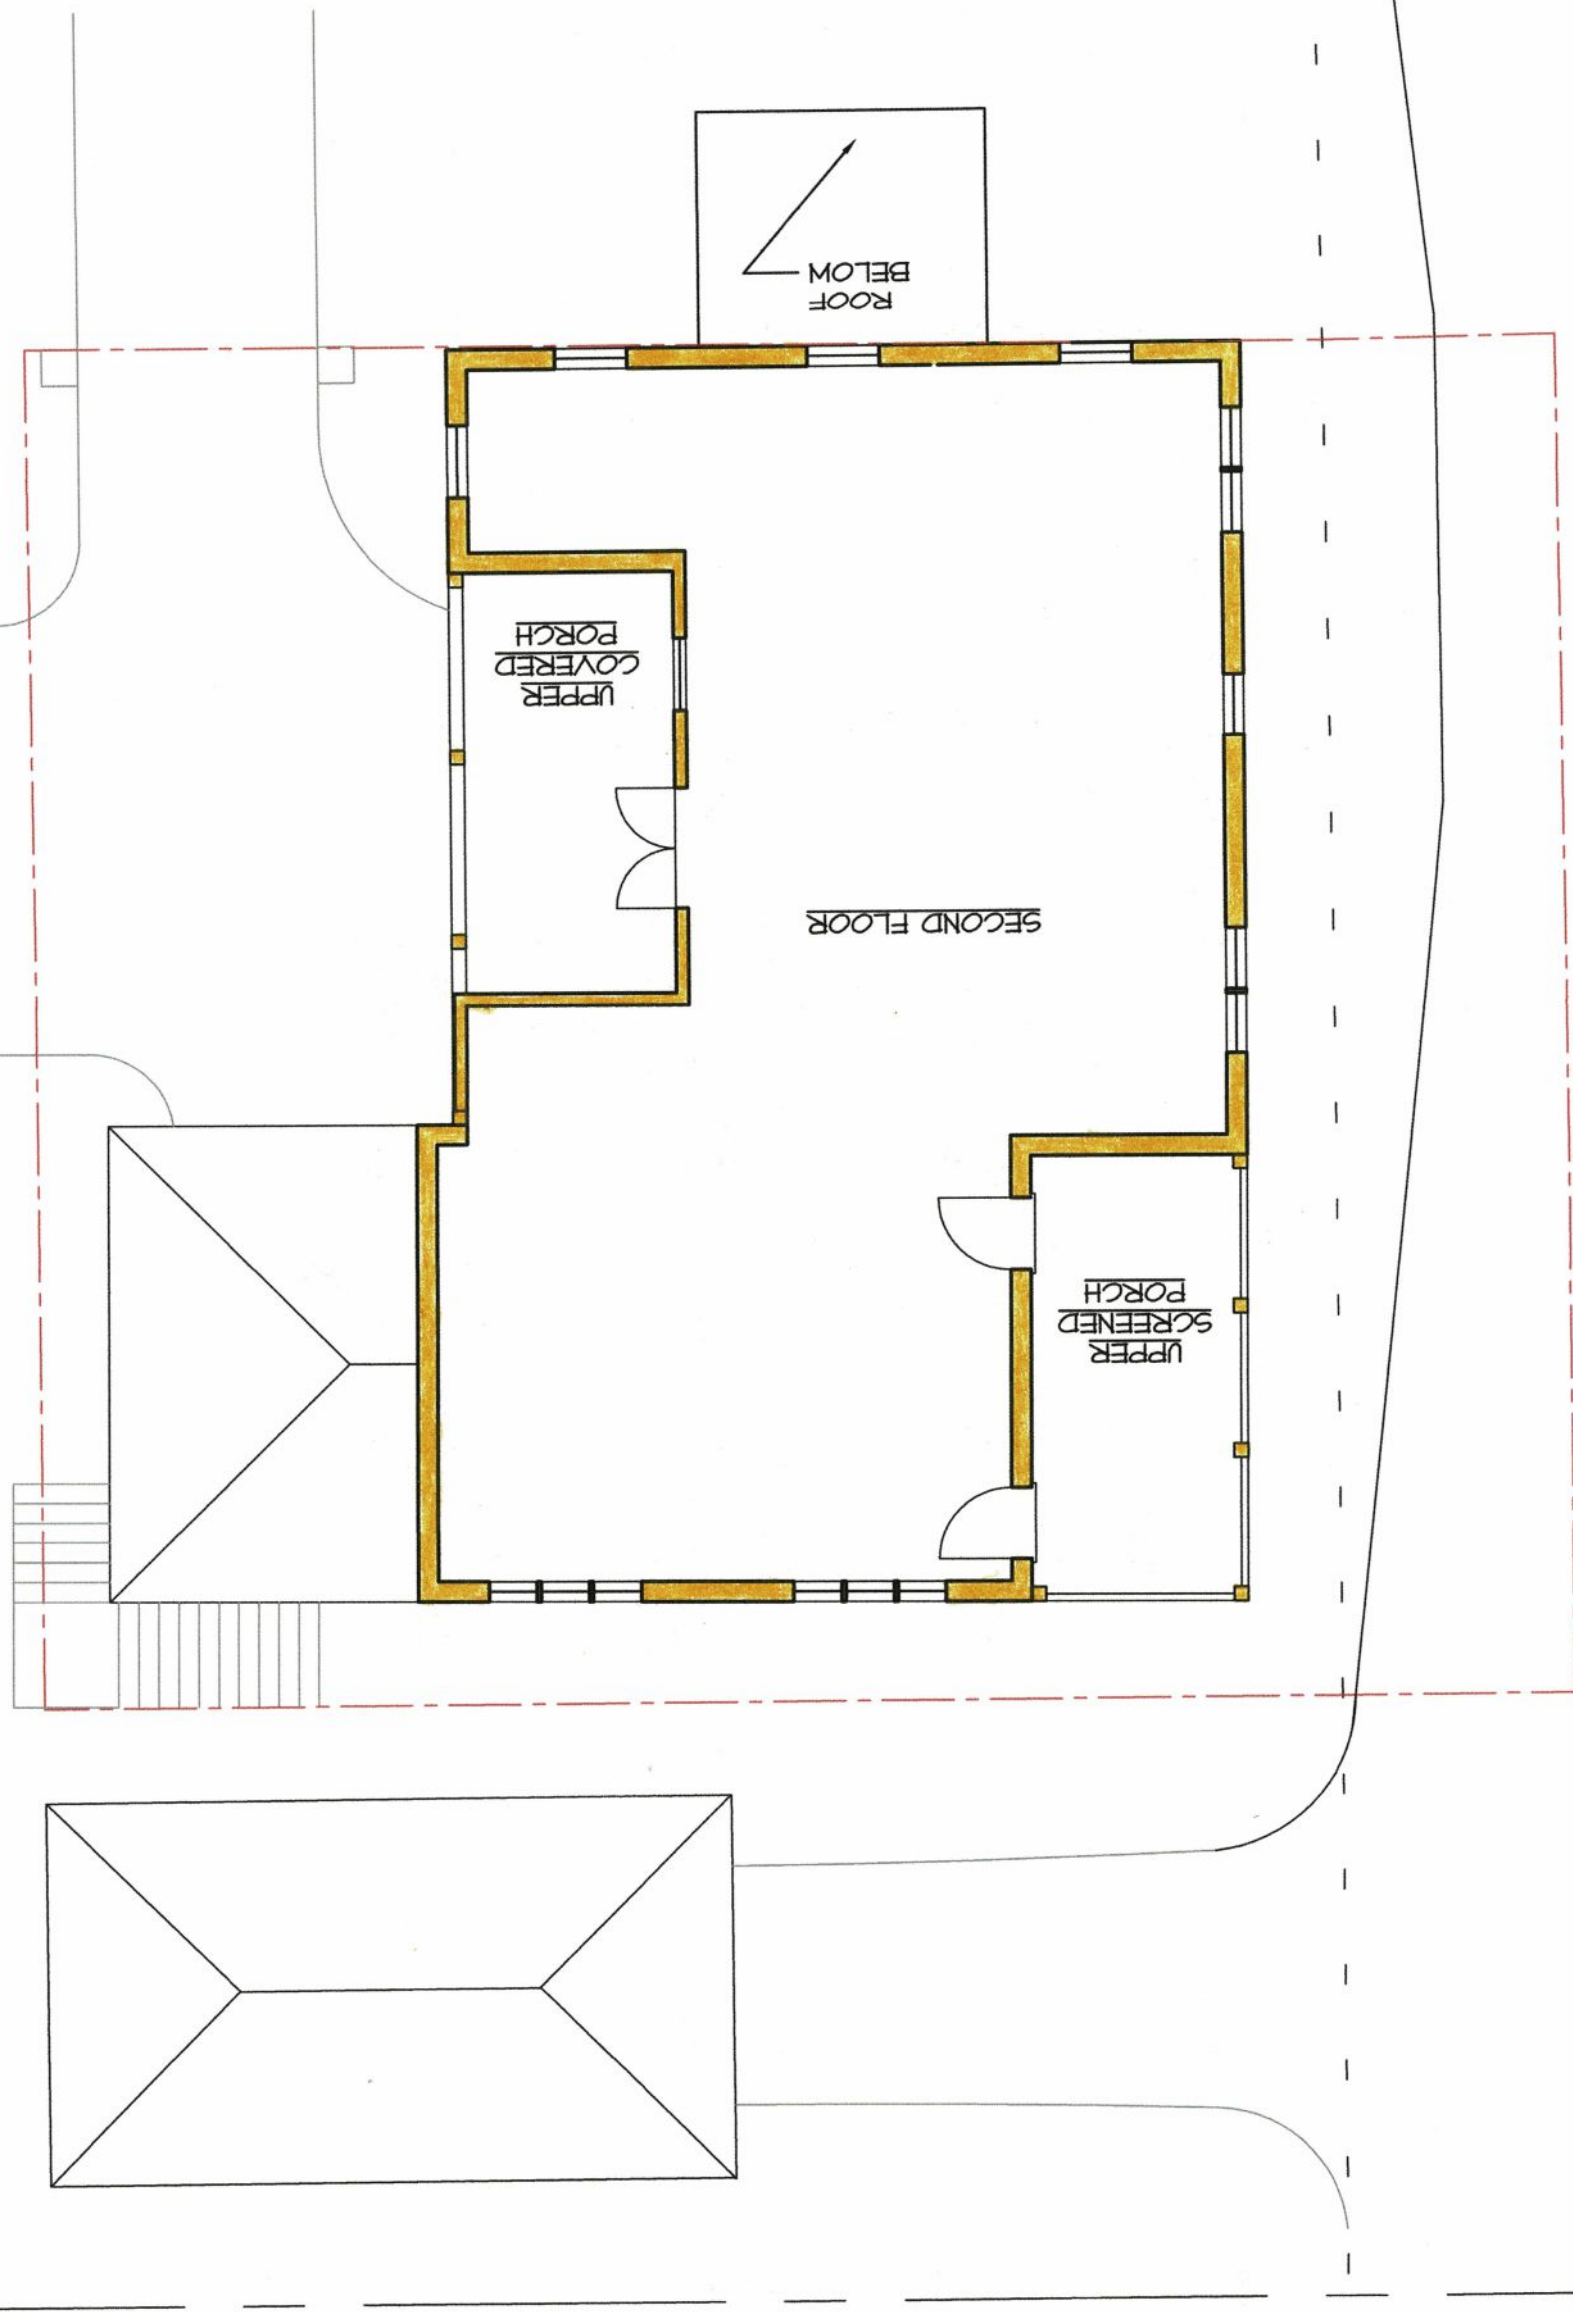 UPPER
SCREENED
PORCH
SECOND FLOOR
UPPER
COVERED
PORCH
ROOF
BELOW